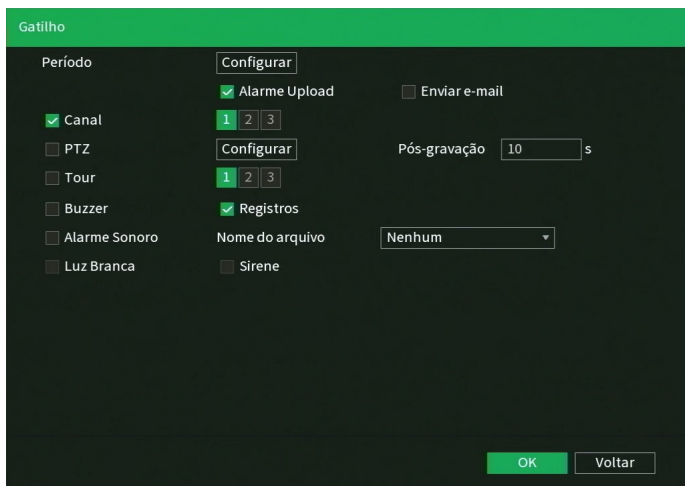 Gatilho
Período Configurar
Alarme Upload Enviar e-mail
Canal 1 2 3
PTZ Configurar Pós-gravação 10 s
Tour 1 2 3
Buzzer Registros
Alarme Sonoro Nome do arquivo Nenhum
Luz Branca Sirene
OK Voltar